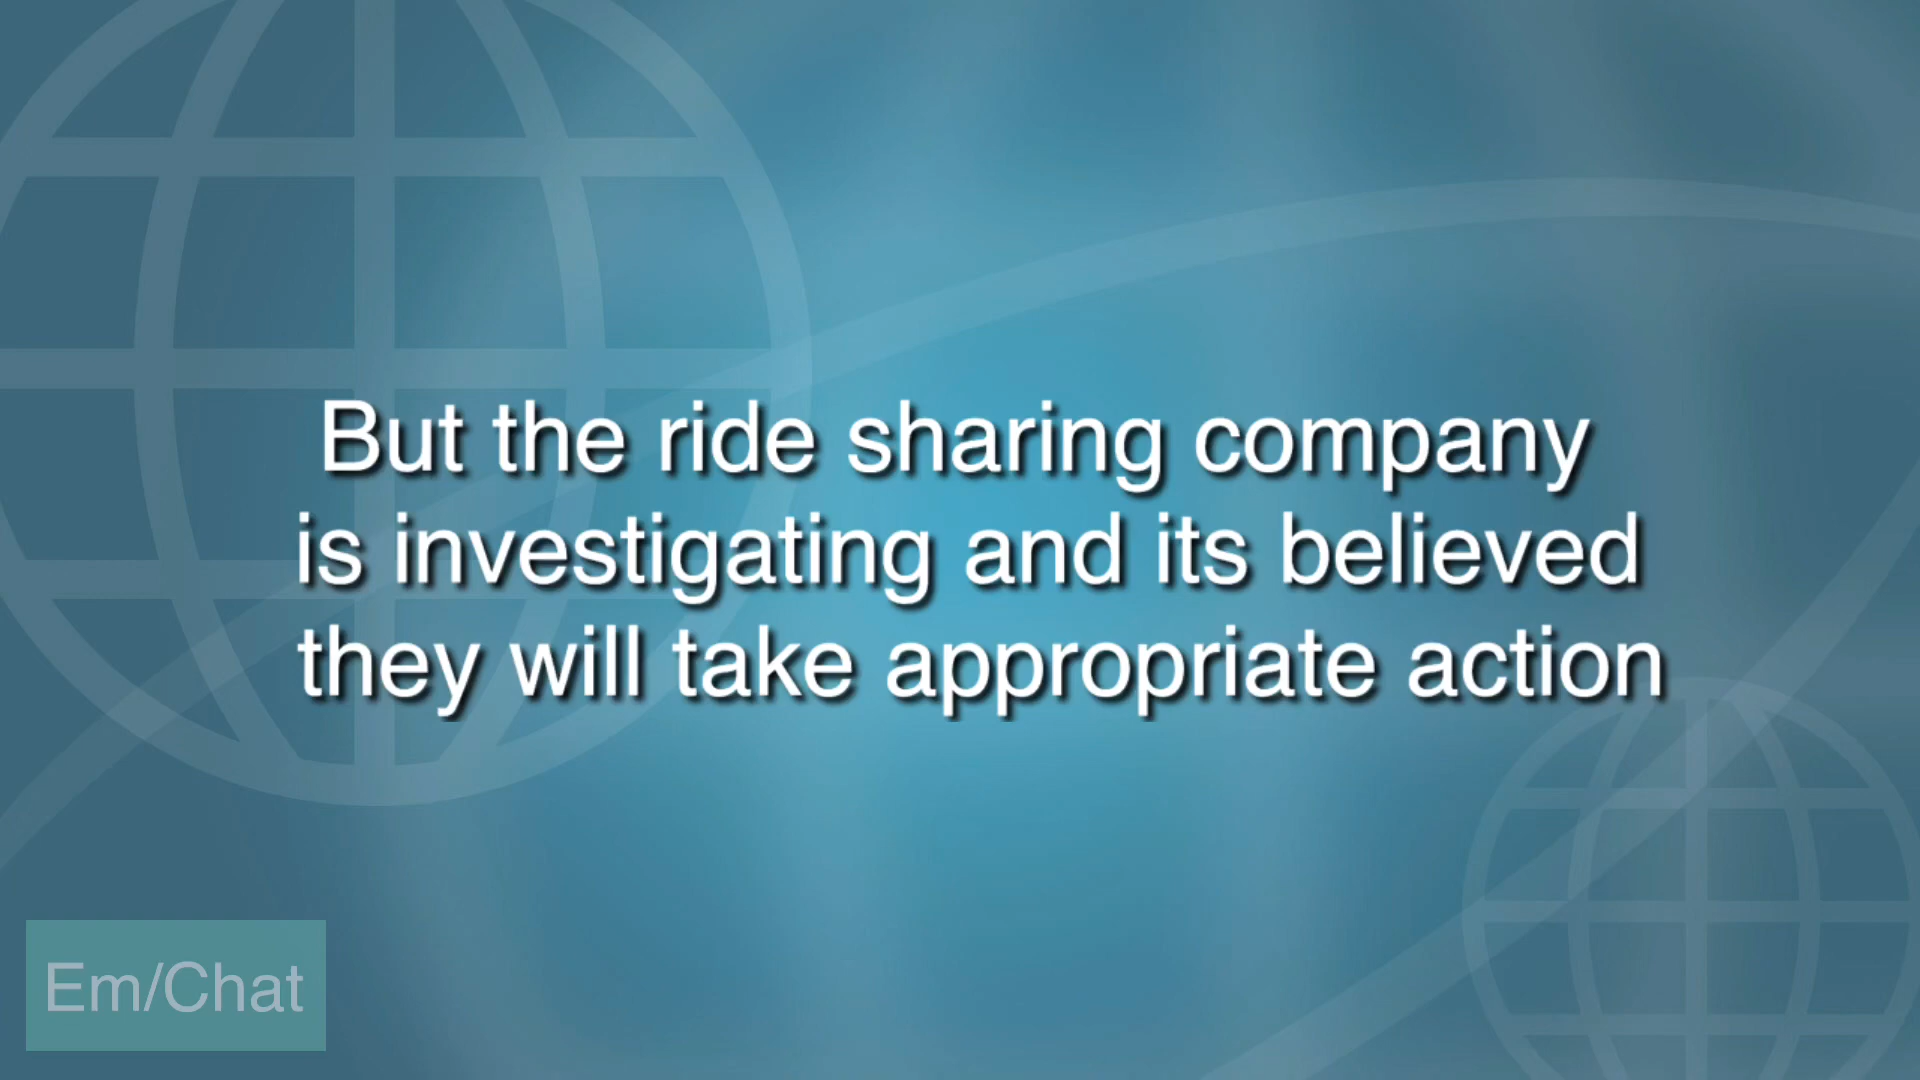 But the ride sharing company
is investigating and its believed
they will take appropriate action
Em/Chat